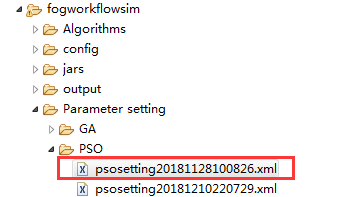 fogworkflowsim
Algorithms
config
jars
output
Parameter setting
GA
PSO
psosetting20181128100826.xml
psosetting20181210220729.xml